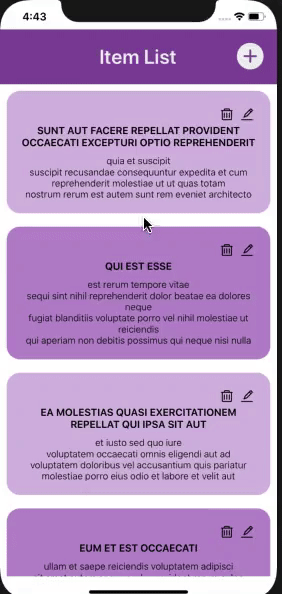 4:43
Item List
SUNT AUT FACERE REPELLAT PROVIDENT
OCCAECATI EXCEPTURI OPTIO REPREHENDERIT
quia et suscipit
suscipit recusandae consequuntur expedita et cum
reprehenderit molestiae ut ut quas totam
nostrum rerum est autem sunt rem eveniet architecto
QUI EST ESSE
est rerum tempore vitae
sequi sint nihil reprehenderit dolor beatae ea dolores
neque
fugiat blanditiis voluptate porro vel nihil molestiae ut
reiciendis
qui aperiam non debitis possimus qui neque nisi nulla
EA MOLESTIAS QUASI EXERCITATIONEM
REPELLAT QUI IPSA SIT AUT
et iusto sed quo iure
voluptatem occaecati omnis eligendi aut ad
voluptatem doloribus vel accusantium quis pariatur
molestiae porro eius odio et labore et velit aut
EUM ET EST OCCAECATI
ullam et saepe reiciendis voluptatem adipisci